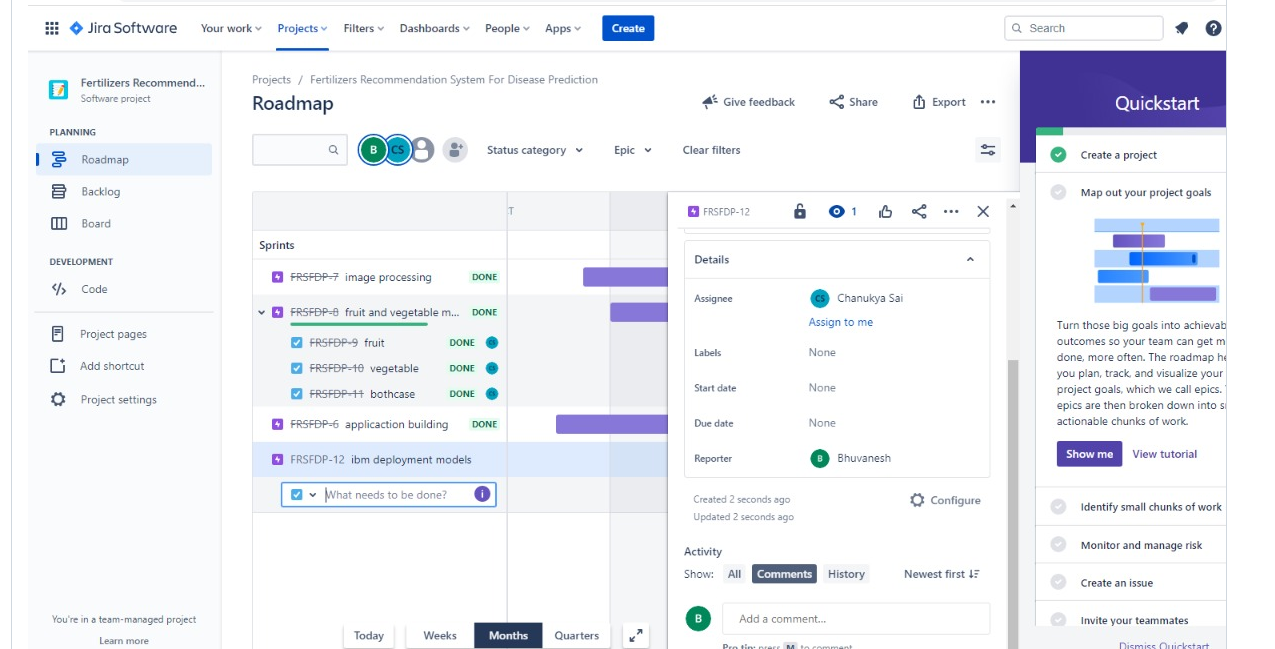 Jira Software
Your work
Projects
Filters
Dashboards
People
Apps
Create
Search
Fertilizers Recommend...
Software project
PLANNING
Roadmap
Backlog
Board
DEVELOPMENT
Code
Project pages
Add shortcut
Project settings
You're in a team-managed project
Learn more
Projects / Fertilizers Recommendation System For Disease Prediction
Roadmap
Give feedback
Share
Export
B
CS
Status category
Epic
Clear filters
T
Sprints
FRSFDP-7 image processing DONE
FRSFDP-8 fruit and vegetable m... DONE
FRSFDP-9 fruit DONE CS
FRSFDP-10 vegetable DONE CS
FRSFDP-11 bothcase DONE CS
FRSFDP-6 applicaction building DONE
FRSFDP-12 ibm deployment models
What needs to be done?
Today
Weeks
Months
Quarters
FRSFDP-12
1
Details
Assignee
CS Chanukya Sai
Assign to me
Labels None
Start date None
Due date None
Reporter B Bhuvanesh
Created 2 seconds ago
Updated 2 seconds ago
Configure
Activity
Show: All Comments History Newest first
B
Add a comment...
Pro tip: press M to comment
Quickstart
Create a project
Map out your project goals
Turn those big goals into achievab
outcomes so your team can get m
done, more often. The roadmap he
you plan, track, and visualize your
project goals, which we call epics.
epics are then broken down into s
actionable chunks of work.
Show me
View tutorial
Identify small chunks of work
Monitor and manage risk
Create an issue
Invite your teammates
Dismiss Quickstart